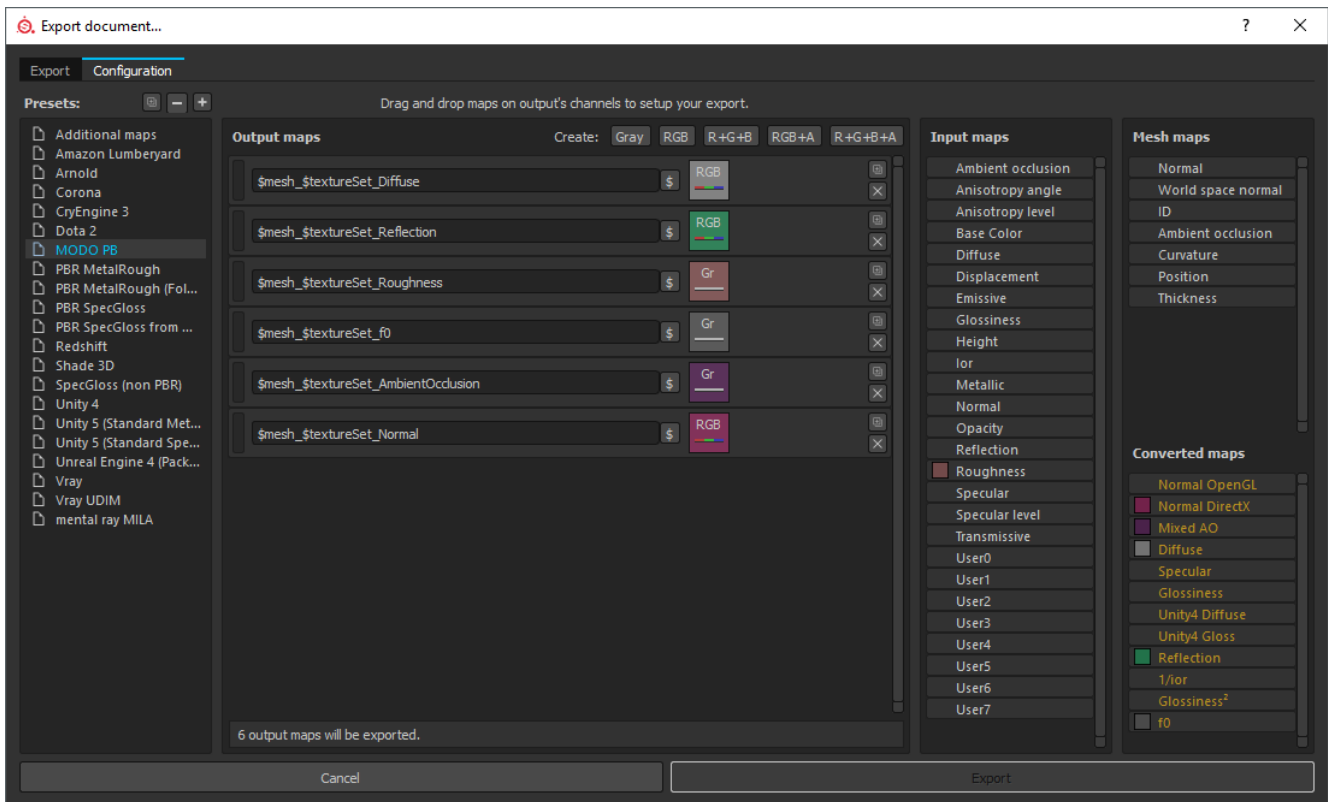 Export document...
?
Export
Configuration
Presets:
Drag and drop maps on output's channels to setup your export.
Additional maps
Amazon Lumberyard
Arnold
Corona
CryEngine 3
Dota 2
MODO PB
PBR MetalRough
PBR MetalRough (Fol...
PBR SpecGloss
PBR SpecGloss from ...
Redshift
Shade 3D
SpecGloss (non PBR)
Unity 4
Unity 5 (Standard Met...
Unity 5 (Standard Spe...
Unreal Engine 4 (Pack...
Vray
Vray UDIM
mental ray MILA
Output maps
Create: Gray RGB R+G+B RGB+A R+G+B+A
$mesh_$textureSet_Diffuse $ RGB
$mesh_$textureSet_Reflection $ RGB
$mesh_$textureSet_Roughness $ Gr
$mesh_$textureSet_f0 $ Gr
$mesh_$textureSet_AmbientOcclusion $ Gr
$mesh_$textureSet_Normal $ RGB
6 output maps will be exported.
Input maps
Ambient occlusion
Anisotropy angle
Anisotropy level
Base Color
Diffuse
Displacement
Emissive
Glossiness
Height
Ior
Metallic
Normal
Opacity
Reflection
Roughness
Specular
Specular level
Transmissive
User0
User1
User2
User3
User4
User5
User6
User7
Mesh maps
Normal
World space normal
ID
Ambient occlusion
Curvature
Position
Thickness
Converted maps
Normal OpenGL
Normal DirectX
Mixed AO
Diffuse
Specular
Glossiness
Unity4 Diffuse
Unity4 Gloss
Reflection
1/ior
Glossiness²
f0
Cancel
Export